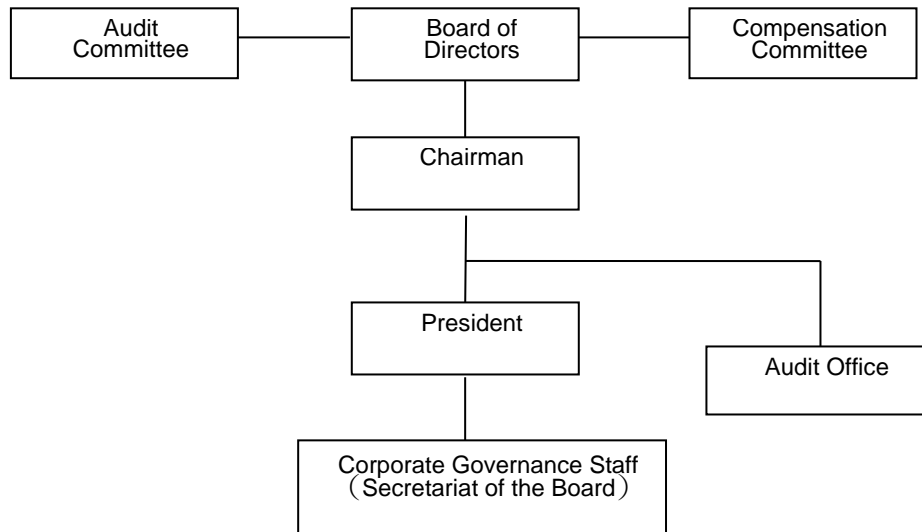 Audit
Committee
Board of
Directors
Compensation
Committee
Chairman
President
Audit Office
Corporate Governance Staff
（Secretariat of the Board）